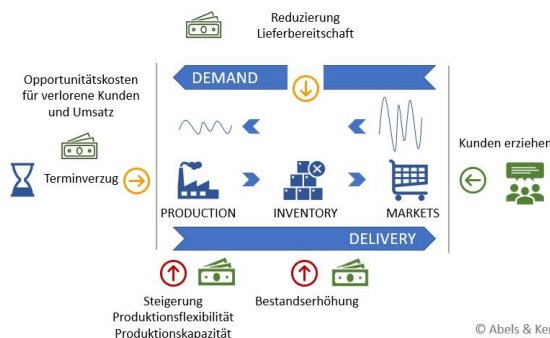 Reduzierung
Lieferbereitschaft
DEMAND
Opportunitätskosten
für verlorene Kunden
und Umsatz
Terminverzug
Kunden erziehen
PRODUCTION
INVENTORY
MARKETS
DELIVERY
Steigerung
Produktionsflexibilität
Produktionskapazität
Bestandserhöhung
© Abels &